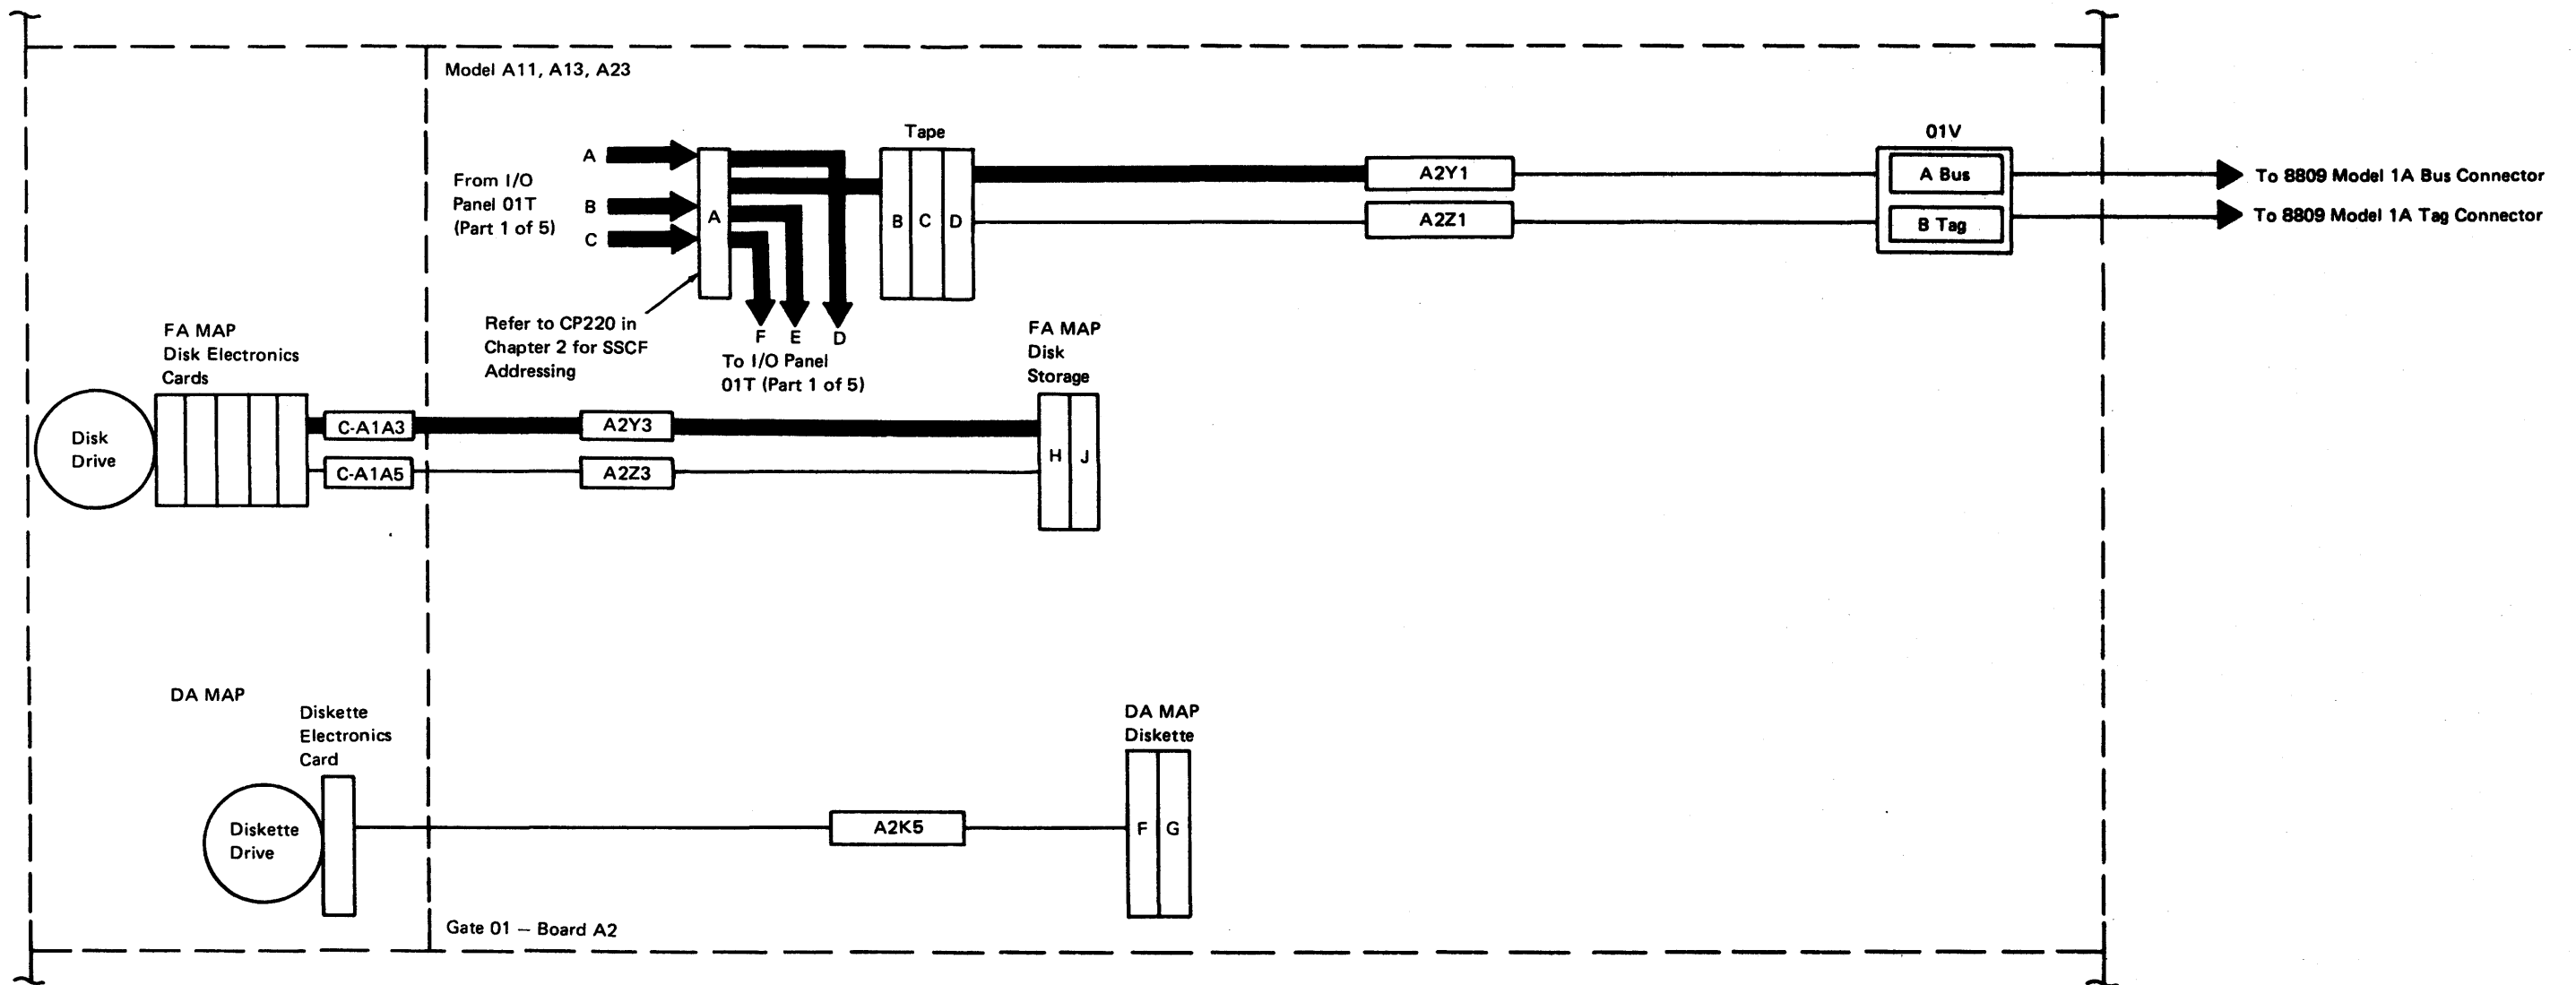 Model A11, A13, A23
Tape
01V
A
From I/O
Panel 01T
(Part 1 of 5)
B
C
A
B
C
D
A2Y1
A2Z1
A Bus
B Tag
To 8809 Model 1A Bus Connector
To 8809 Model 1A Tag Connector
Refer to CP220 in
Chapter 2 for SSCF
Addressing
F
E
D
To I/O Panel
01T (Part 1 of 5)
FA MAP
Disk Electronics
Cards
FA MAP
Disk
Storage
Disk
Drive
C-A1A3
C-A1A5
A2Y3
A2Z3
H
J
DA MAP
Diskette
Electronics
Card
DA MAP
Diskette
Diskette
Drive
A2K5
F
G
Gate 01 — Board A2